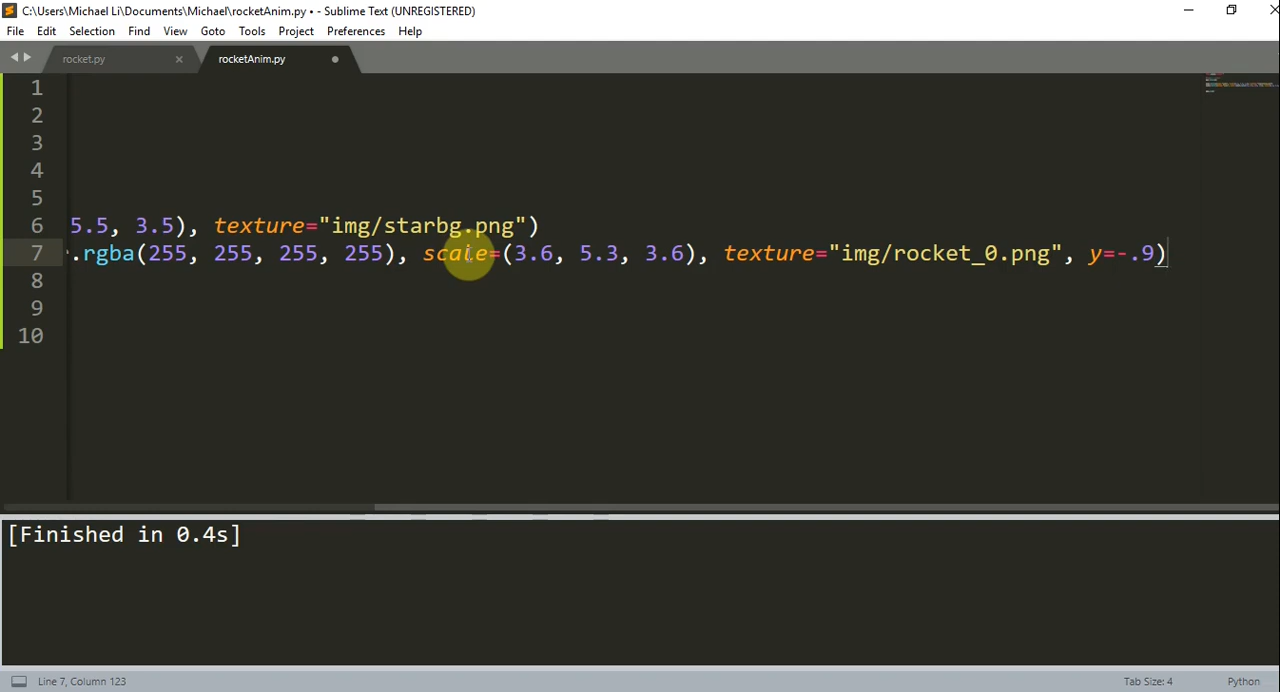 C:\Users\Michael Li\Documents\Michael\rocketAnim.py • - Sublime Text (UNREGISTERED)
File Edit Selection Find View Goto Tools Project Preferences Help
rocket.py × rocketAnim.py
1
2
3
4
5
6 5.5, 3.5), texture="img/starbg.png")
7 .rgba(255, 255, 255, 255), scale=(3.6, 5.3, 3.6), texture="img/rocket_0.png", y=-.9)
8
9
10
[Finished in 0.4s]
Line 7, Column 123 Tab Size: 4 Python